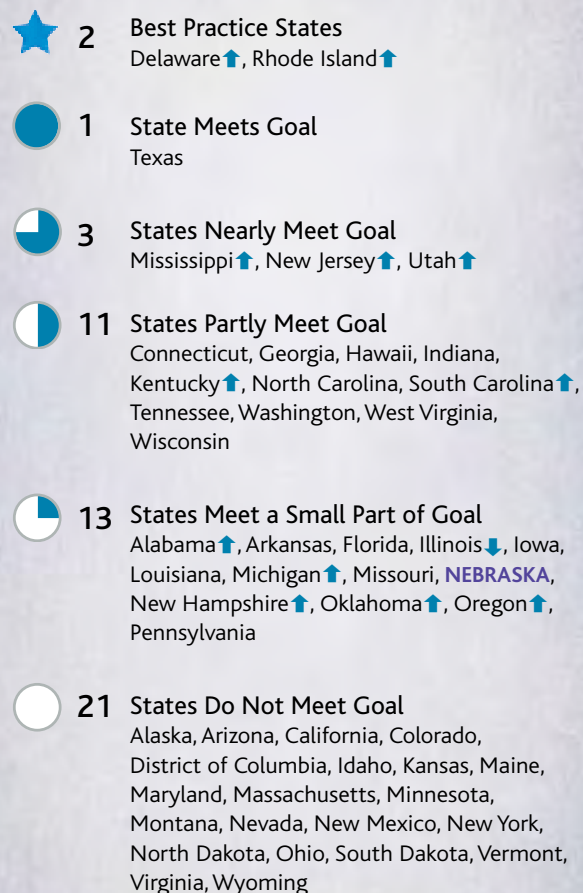 2 Best Practice States
Delaware⬆, Rhode Island⬆
1 State Meets Goal
Texas
3 States Nearly Meet Goal
Mississippi⬆, New Jersey⬆, Utah⬆
11 States Partly Meet Goal
Connecticut, Georgia, Hawaii, Indiana,
Kentucky⬆, North Carolina, South Carolina⬆,
Tennessee, Washington, West Virginia,
Wisconsin
13 States Meet a Small Part of Goal
Alabama⬆, Arkansas, Florida, Illinois⬇, Iowa,
Louisiana, Michigan⬆, Missouri, NEBRASKA,
New Hampshire⬆, Oklahoma⬆, Oregon⬆,
Pennsylvania
21 States Do Not Meet Goal
Alaska, Arizona, California, Colorado,
District of Columbia, Idaho, Kansas, Maine,
Maryland, Massachusetts, Minnesota,
Montana, Nevada, New Mexico, New York,
North Dakota, Ohio, South Dakota, Vermont,
Virginia, Wyoming